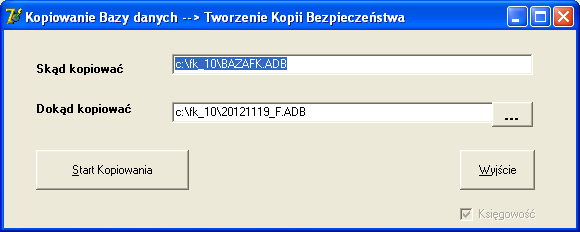 Kopiowanie Bazy danych --> Tworzenie Kopii Bezpieczeństwa
Skąd kopiować
c:\fk_10\BAZAFK.ADB
Dokąd kopiować
c:\fk_10\20121119_F.ADB
...
Start Kopiowania
Wyjście
Księgowość